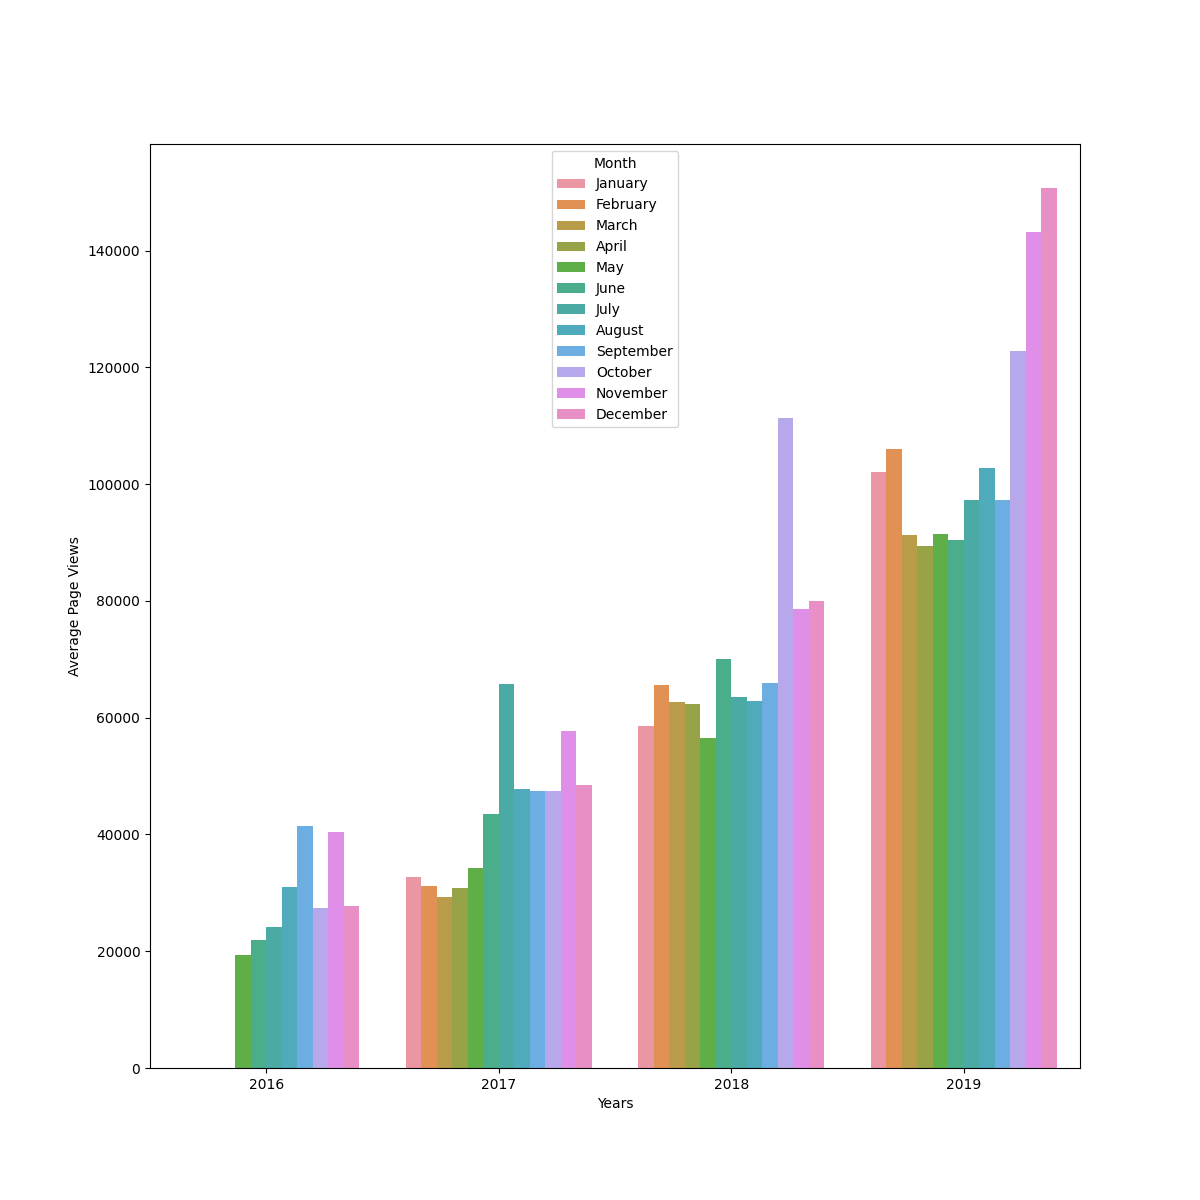 Month
January
February
March
April
May
June
July
August
September
October
November
December
140000
120000
100000
80000
60000
40000
20000
0
Average Page Views
2016 2017 2018 2019
Years